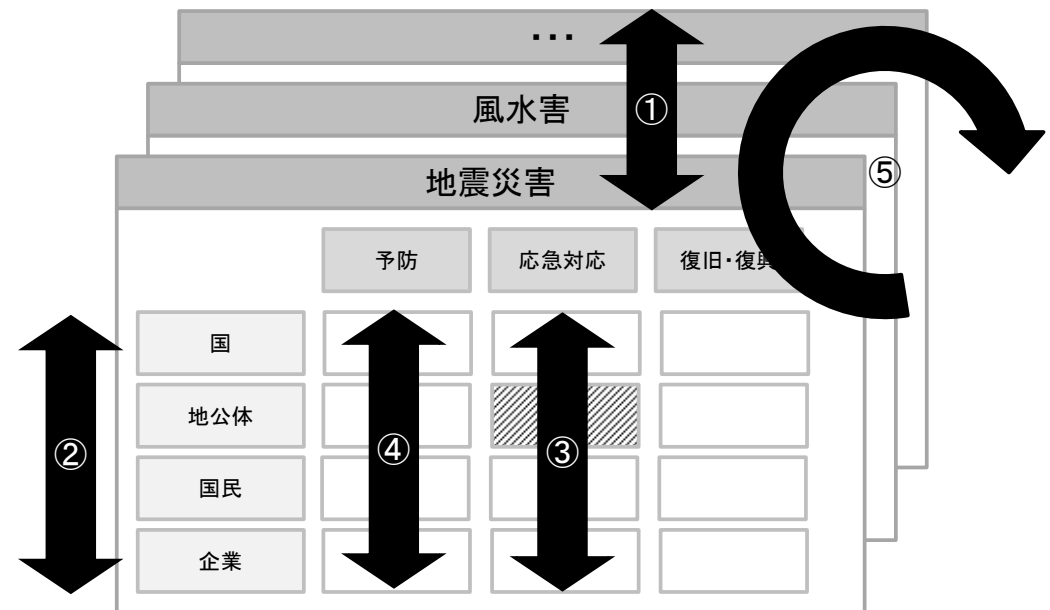 ・・・
①
風水害
⑤
地震災害
予防
応急対応
復旧・復興
国
地公体
②
④
③
国民
企業